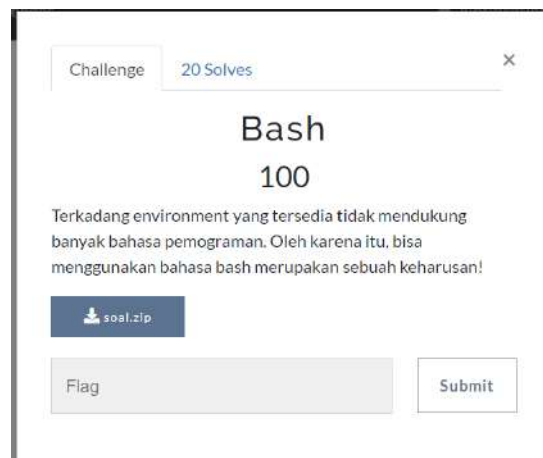 Challenge
20 Solves
×
Bash
100
Terkadang environment yang tersedia tidak mendukung
banyak bahasa pemograman. Oleh karena itu, bisa
menggunakan bahasa bash merupakan sebuah keharusan!
soal.zip
Flag
Submit